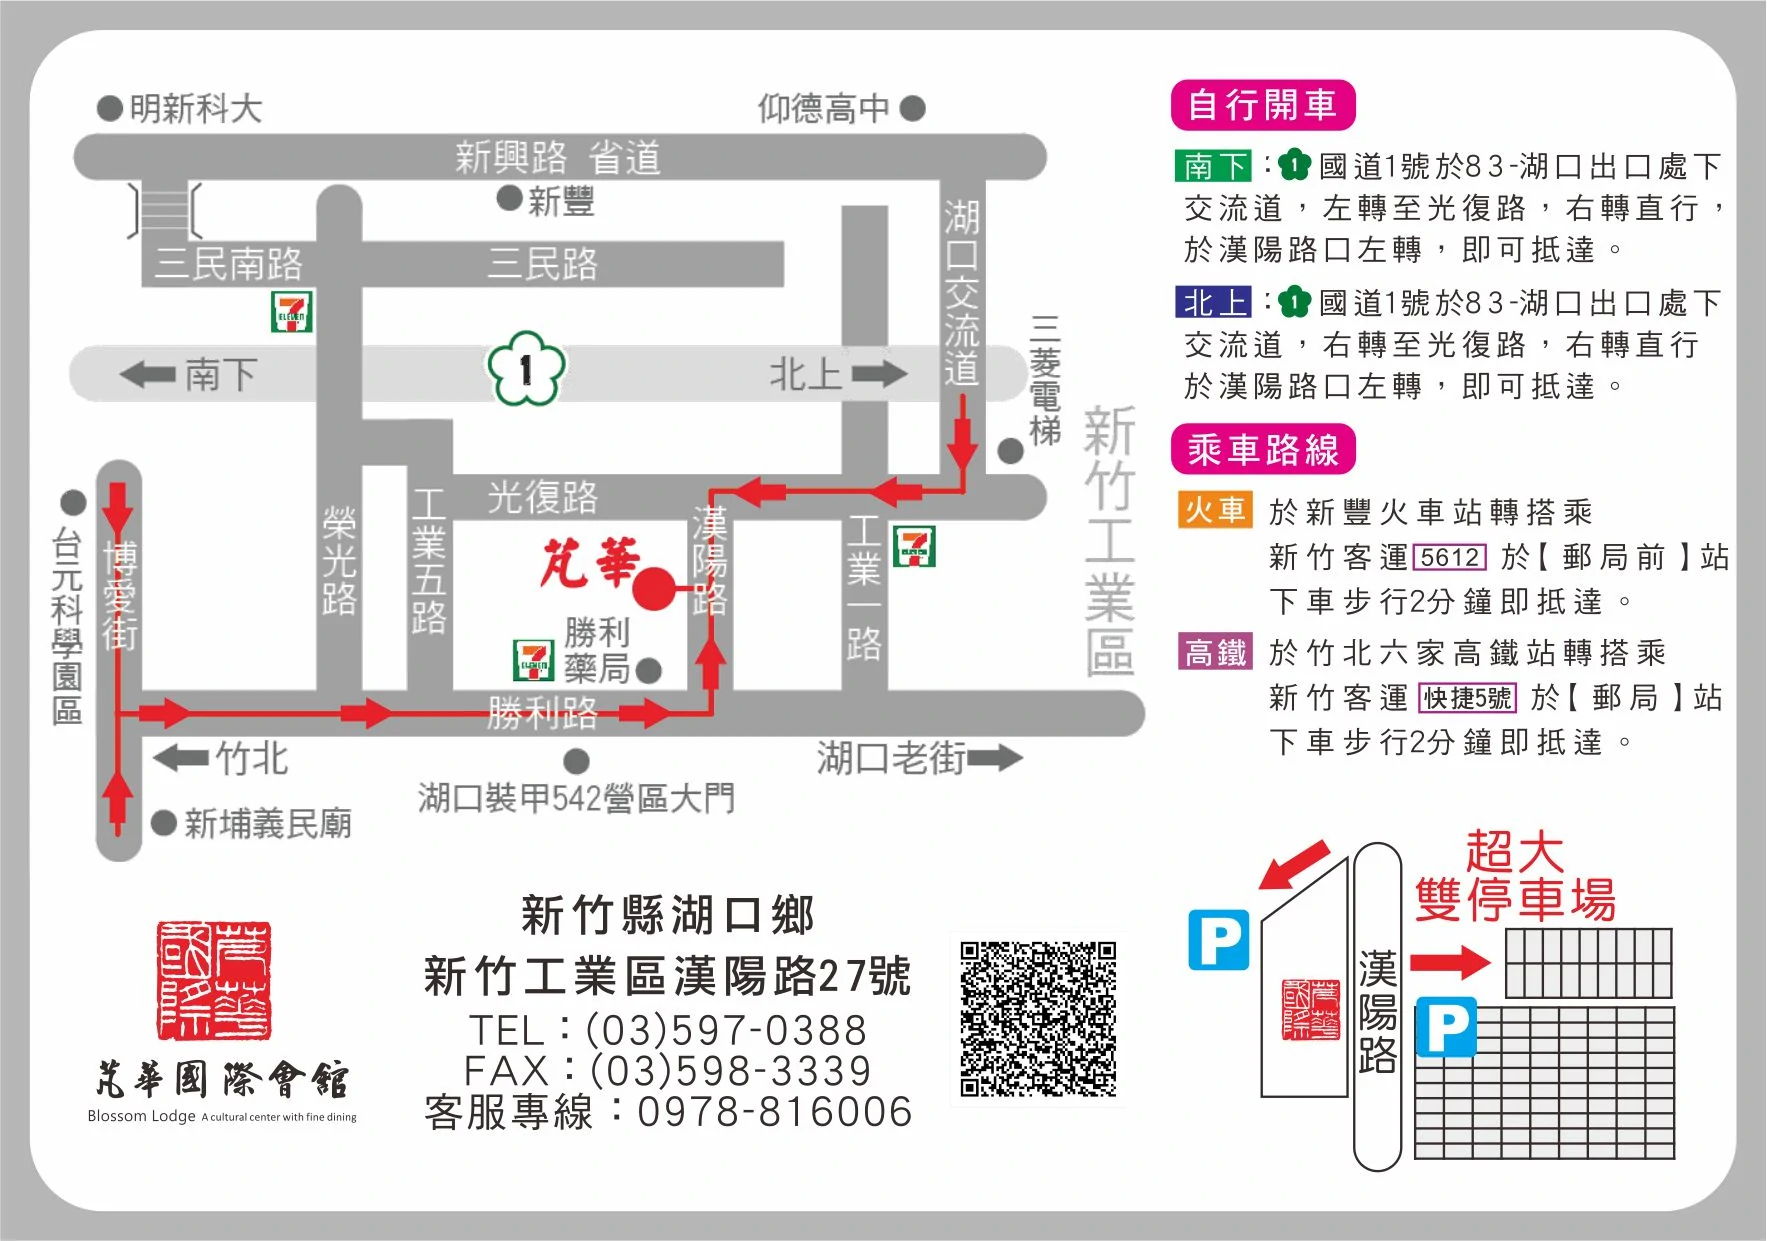 明新科大
仰德高中
新興路 省道
新豐
三民南路
三民路
湖口交流道
7
ELEVEN
南下
1
北上
三菱電梯
新竹工業區
台元科學園區
博愛街
榮光路
工業五路
光復路
漢陽路
工業一路
7
ELEVEN
芃華
7
ELEVEN
勝利
藥局
勝利路
竹北
湖口老街
湖口裝甲542營區大門
新埔義民廟
自行開車
南下：1國道1號於83-湖口出口處下
交流道，左轉至光復路，右轉直行，
於漢陽路口左轉，即可抵達。
北上：1國道1號於83-湖口出口處下
交流道，右轉至光復路，右轉直行
於漢陽路口左轉，即可抵達。
乘車路線
火車 於新豐火車站轉搭乘
新竹客運 5612 於【郵局前】站
下車步行2分鐘即抵達。
高鐵 於竹北六家高鐵站轉搭乘
新竹客運 快捷5號 於【郵局】站
下車步行2分鐘即抵達。
芃華國際
芃華國際會舘
Blossom Lodge A cultural center with fine dining
新竹縣湖口鄉
新竹工業區漢陽路27號
TEL：(03)597-0388
FAX：(03)598-3339
客服專線：0978-816006
超大
雙停車場
P
漢陽路
P
芃華國際